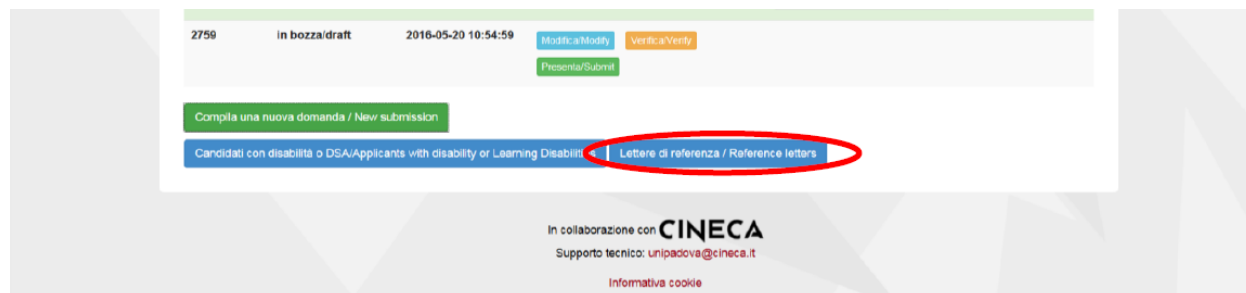 2759 in bozza/draft 2016-05-20 10:54:59 Modifica/Modify Verifica/Verify
Presenta/Submit
Compila una nuova domanda / New submission
Candidati con disabilità o DSA/Applicants with disability or Learning Disabilities Lettere di referenza / Reference letters
In collaborazione con CINECA
Supporto tecnico: unipadova@cineca.it
Informativa cookie